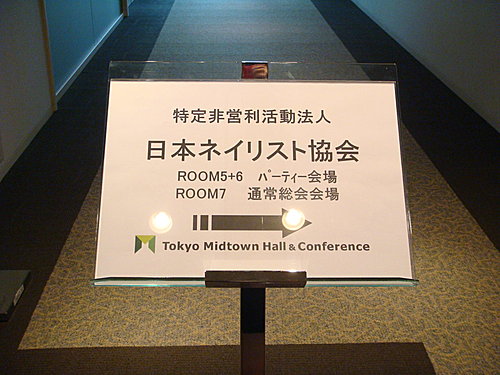 特定非営利活動法人
日本ネイリスト協会
ROOM5+6 パーティー会場
ROOM7 通常総会会場
Tokyo Midtown Hall & Conference